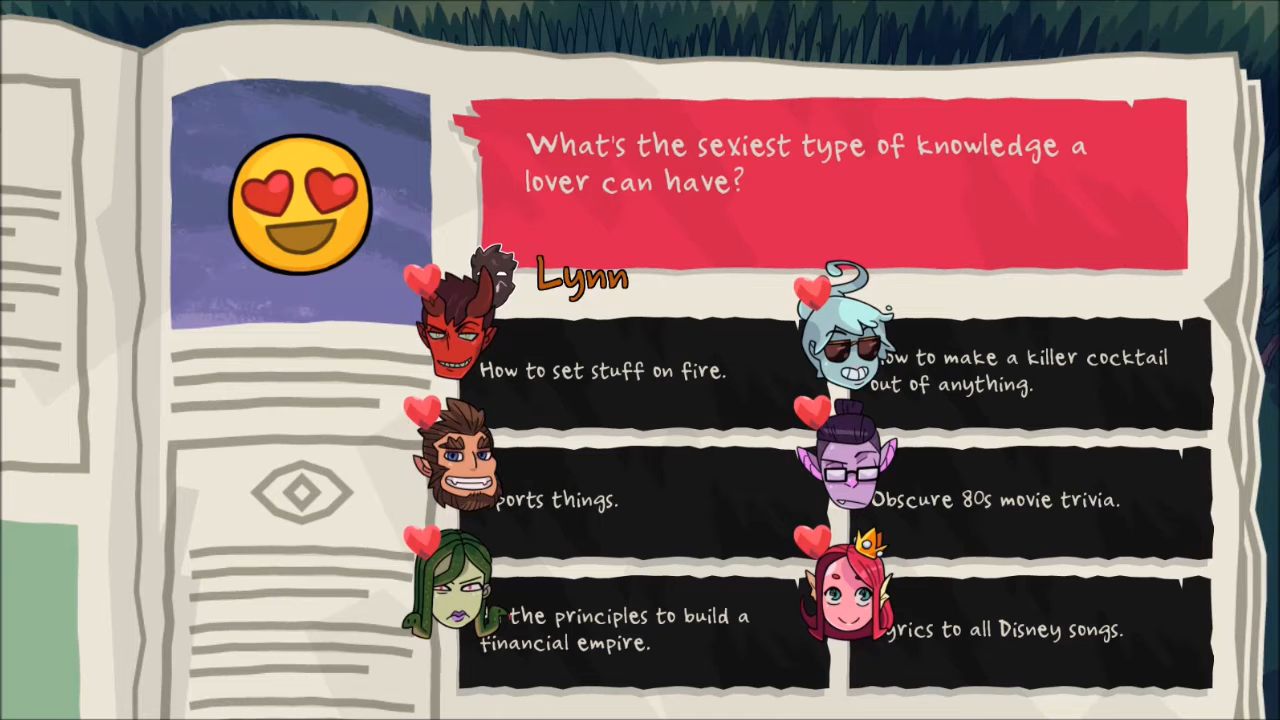 What's the sexiest type of knowledge a
lover can have?
Lynn
How to set stuff on fire.
ow to make a killer cocktail
out of anything.
ports things.
Obscure 80s movie trivia.
the principles to build a
financial empire.
yrics to all Disney songs.